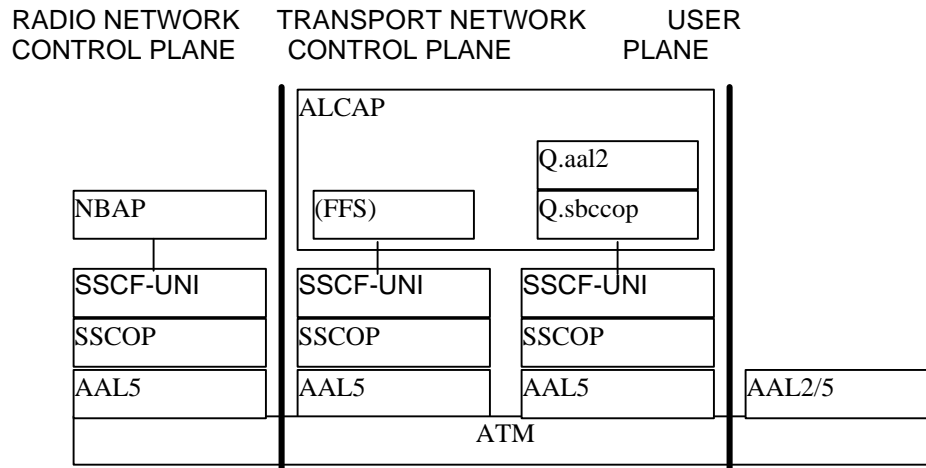 RADIO NETWORK TRANSPORT NETWORK USER
CONTROL PLANE CONTROL PLANE PLANE
ALCAP
Q.aal2
NBAP (FFS) Q.sbccop
SSCF-UNI SSCF-UNI SSCF-UNI
SSCOP SSCOP SSCOP
AAL5 AAL5 AAL5 AAL2/5
ATM